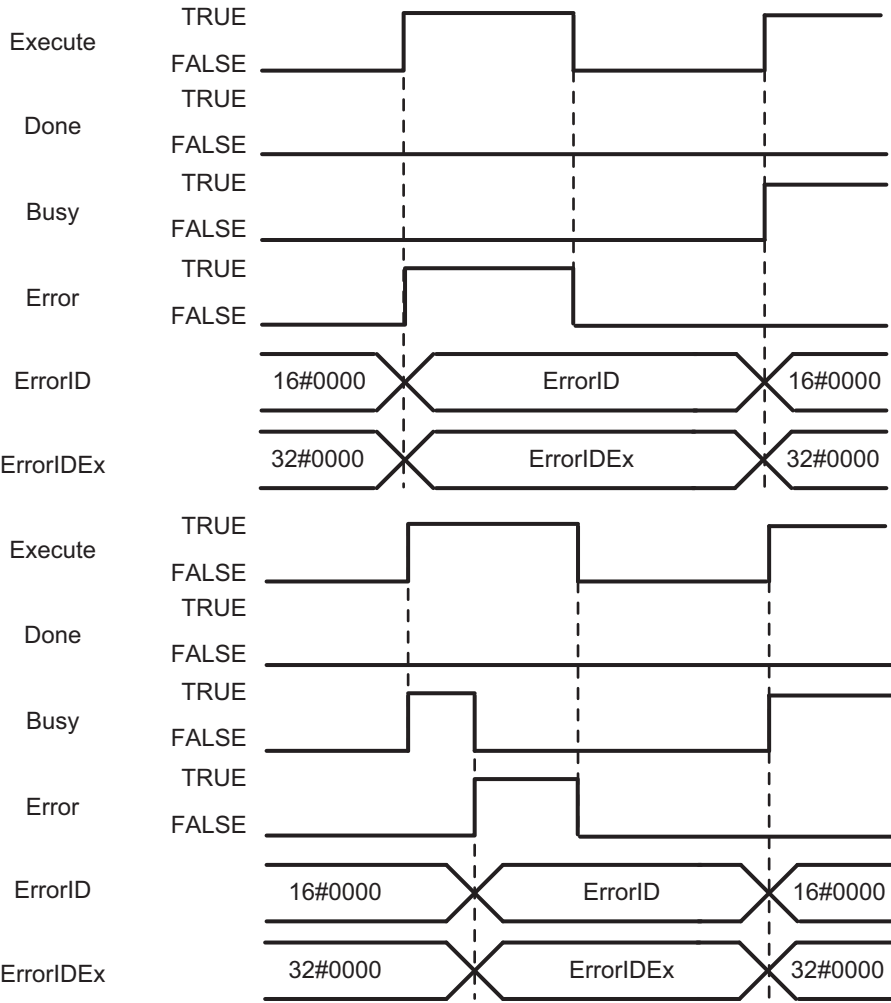 TRUE
Execute
FALSE
TRUE
Done
FALSE
TRUE
Busy
FALSE
TRUE
Error
FALSE
ErrorID 16#0000 ErrorID 16#0000
ErrorIDEx 32#0000 ErrorIDEx 32#0000
TRUE
Execute
FALSE
TRUE
Done
FALSE
TRUE
Busy
FALSE
TRUE
Error
FALSE
ErrorID 16#0000 ErrorID 16#0000
ErrorIDEx 32#0000 ErrorIDEx 32#0000